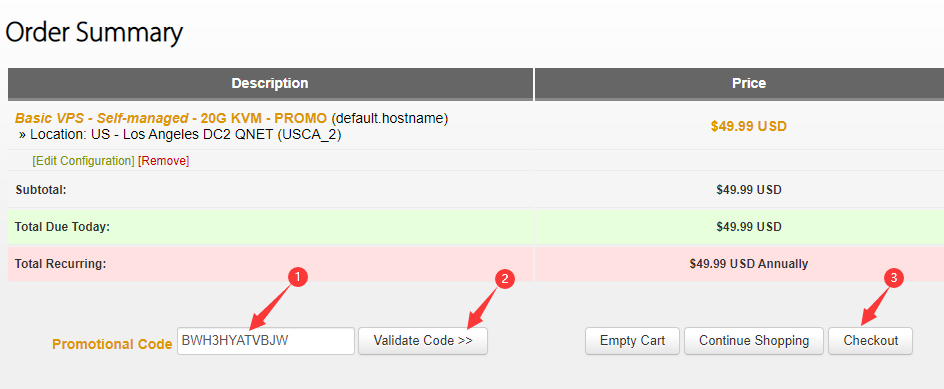 Order Summary
Description Price
Basic VPS - Self-managed - 20G KVM - PROMO (default.hostname)
» Location: US - Los Angeles DC2 QNET (USCA_2)
$49.99 USD
[Edit Configuration] [Remove]
Subtotal: $49.99 USD
Total Due Today: $49.99 USD
Total Recurring: $49.99 USD Annually
1 2 3
Promotional Code BWH3HYATVBJW Validate Code >> Empty Cart Continue Shopping Checkout